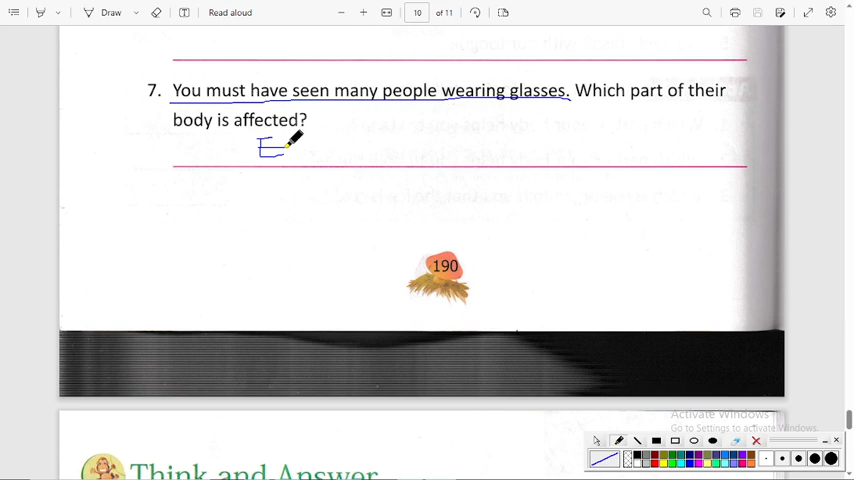 Draw
Read aloud
10 of 11
7. You must have seen many people wearing glasses. Which part of their
body is affected?
E
190
Activate Windows
Go to Settings to activate Windows.
Think and Answer